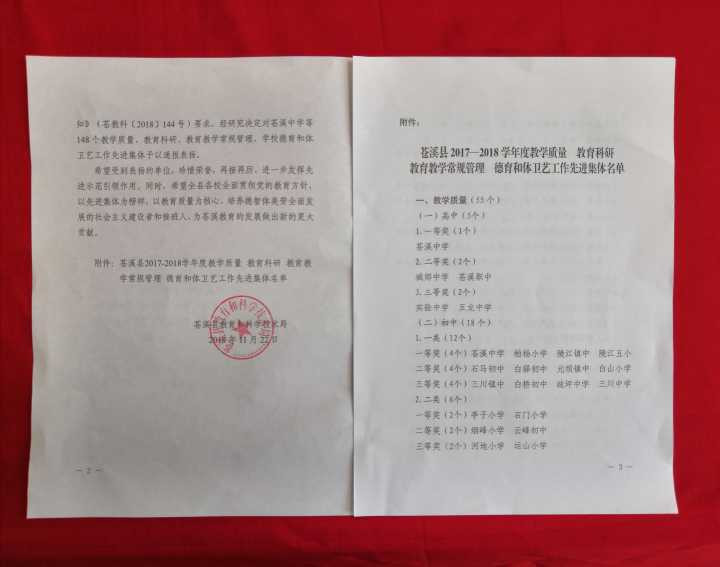 知》（苍教科〔2018〕144号）要求，经研究决定对苍溪中学等
148个教学质量、教育科研、教育教学常规管理、学校德育和体
卫艺工作先进集体予以通报表扬。
希望受到表扬的单位，珍惜荣誉，再接再厉，进一步发挥先
进示范引领作用。同时，希望全县各校全面贯彻党的教育方针，
以先进集体为榜样，以教育质量为核心，培养德智体美劳全面发
展的社会主义建设者和接班人，为苍溪教育的发展做出新的更大
贡献。
附件：苍溪县2017-2018学年度教学质量 教育科研 教育教
学常规管理 德育和体卫艺工作先进集体名单
苍溪县教育和科学技术局
2018年11月22日
— 2 —
附件：
苍溪县2017—2018学年度教学质量 教育科研
教育教学常规管理 德育和体卫艺工作先进集体名单
一、教学质量（55个）
（一）高中（5个）
1.一等奖（1个）
苍溪中学
2.二等奖（2个）
城郊中学 苍溪职中
3.三等奖（2个）
实验中学 五龙中学
（二）初中（18个）
1.一类（12个）
一等奖（4个）苍溪中学 柏杨小学 陵江镇中 陵江五小
二等奖（4个）石马初中 白驿初中 元坝镇中 白山小学
三等奖（4个）三川镇中 白桥初中 歧坪中学 三川中学
2.二类（6个）
一等奖（2个）亭子小学 石门小学
二等奖（2个）烟峰小学 云峰初中
三等奖（2个）河地小学 运山小学
— 3 —